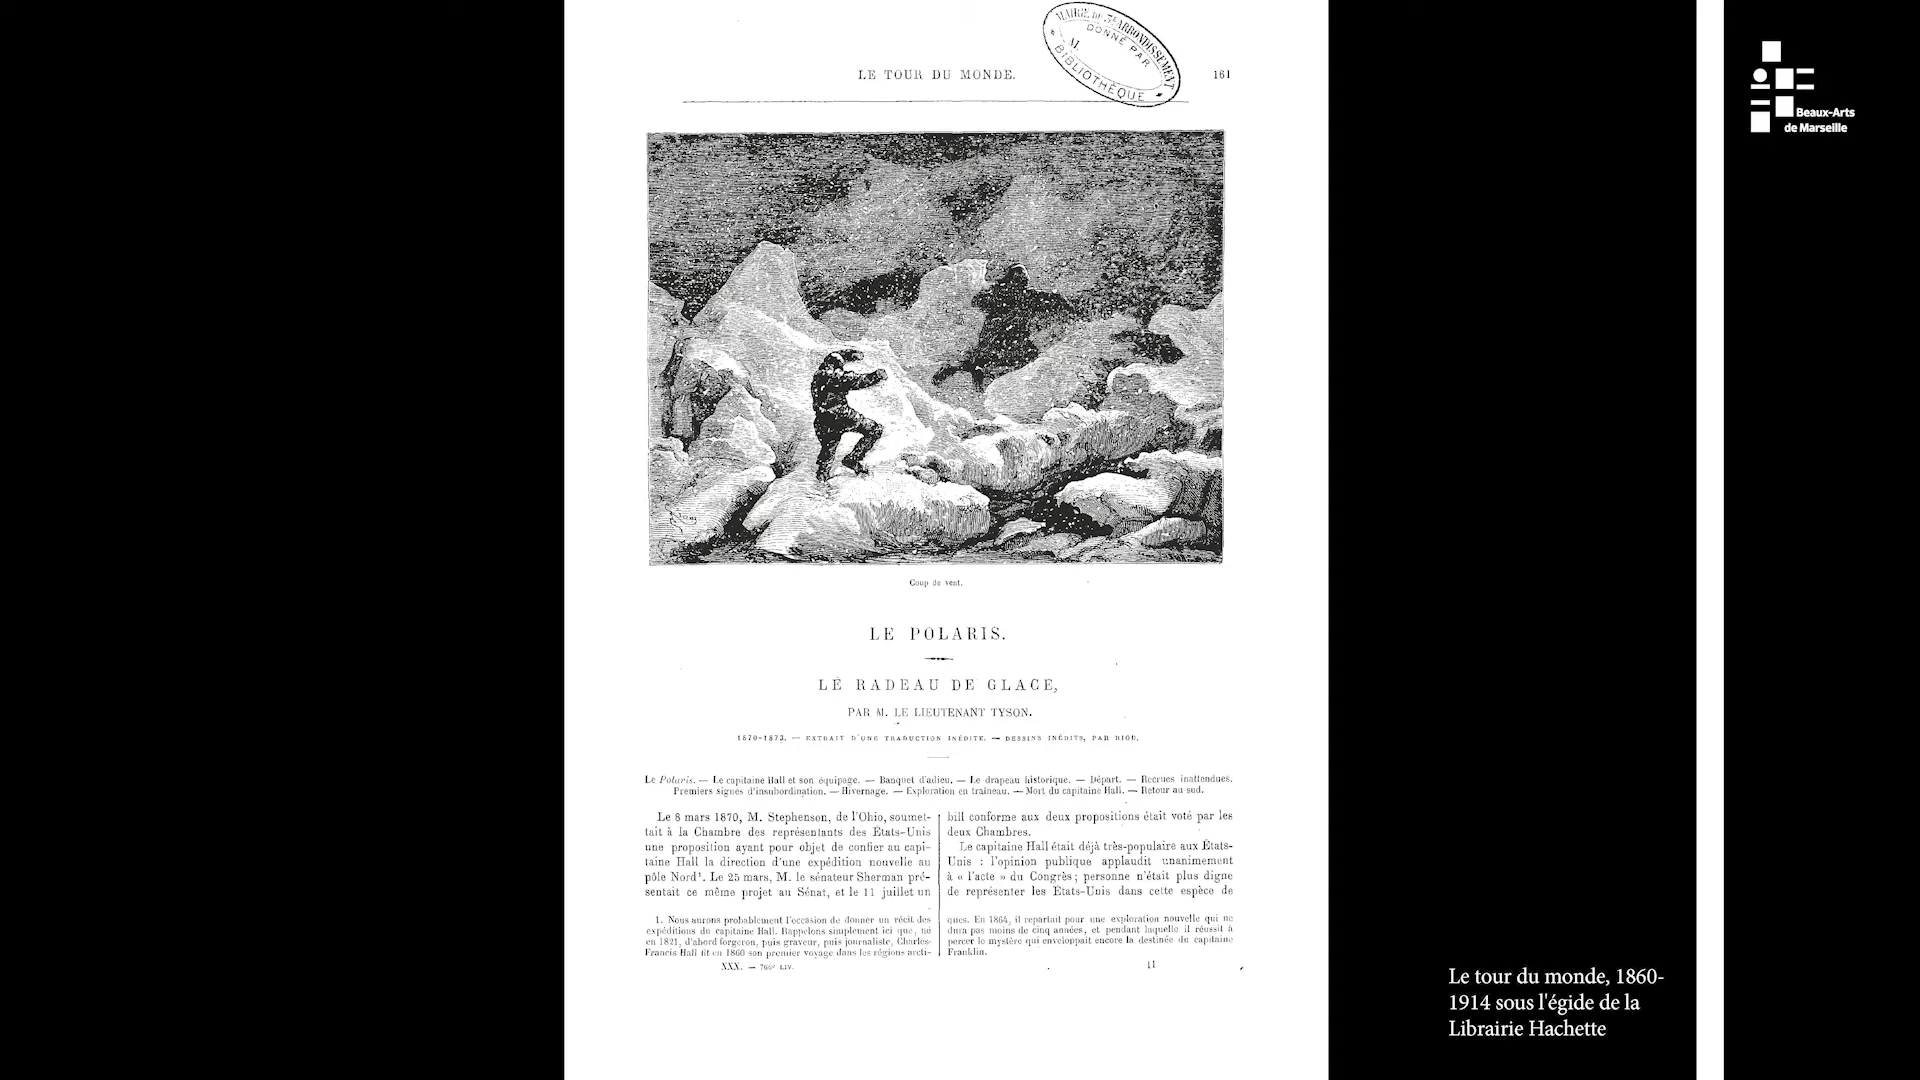 MAIRIE DU 3E ARRONDISSEMENT
DONNÉ PAR
M.
BIBLIOTHÈQUE
LE TOUR DU MONDE.
161
Coup de vent.
LE POLARIS.
LE RADEAU DE GLACE,
PAR M. LE LIEUTENANT TYSON.
1870-1873. — EXTRAIT D'UNE TRADUCTION INÉDITE. — DESSINS INÉDITS, PAR RIOU.
Le Polaris. — Le capitaine Hall et son équipage. — Banquet d'adieu. — Le drapeau historique. — Départ. — Recrues inattendues.
Premiers signes d'insubordination. — Hivernage. — Exploration en traîneau. — Mort du capitaine Hall. — Retour au sud.
Le 8 mars 1870, M. Stephenson, de l'Ohio, soumet-
tait à la Chambre des représentants des États-Unis
une proposition ayant pour objet de confier au capi-
taine Hall la direction d'une expédition nouvelle au
pôle Nord¹. Le 25 mars, M. le sénateur Sherman pré-
sentait ce même projet au Sénat, et le 11 juillet un
1. Nous aurons probablement l'occasion de donner un récit des
expéditions du capitaine Hall. Rappelons simplement ici que, né
en 1821, d'abord forgeron, puis graveur, puis journaliste, Charles-
Francis Hall fit en 1860 son premier voyage dans les régions arcti-
XXX. — 766e LIV.
bill conforme aux deux propositions était voté par les
deux Chambres.
Le capitaine Hall était déjà très-populaire aux États-
Unis : l'opinion publique applaudit unanimement
à « l'acte » du Congrès ; personne n'était plus digne
de représenter les États-Unis dans cette espèce de
ques. En 1864, il repartait pour une exploration nouvelle qui ne
dura pas moins de cinq années, et pendant laquelle il réussit à
percer le mystère qui enveloppait encore la destinée du capitaine
Franklin.
11
Beaux-Arts
de Marseille
Le tour du monde, 1860-
1914 sous l'égide de la
Librairie Hachette